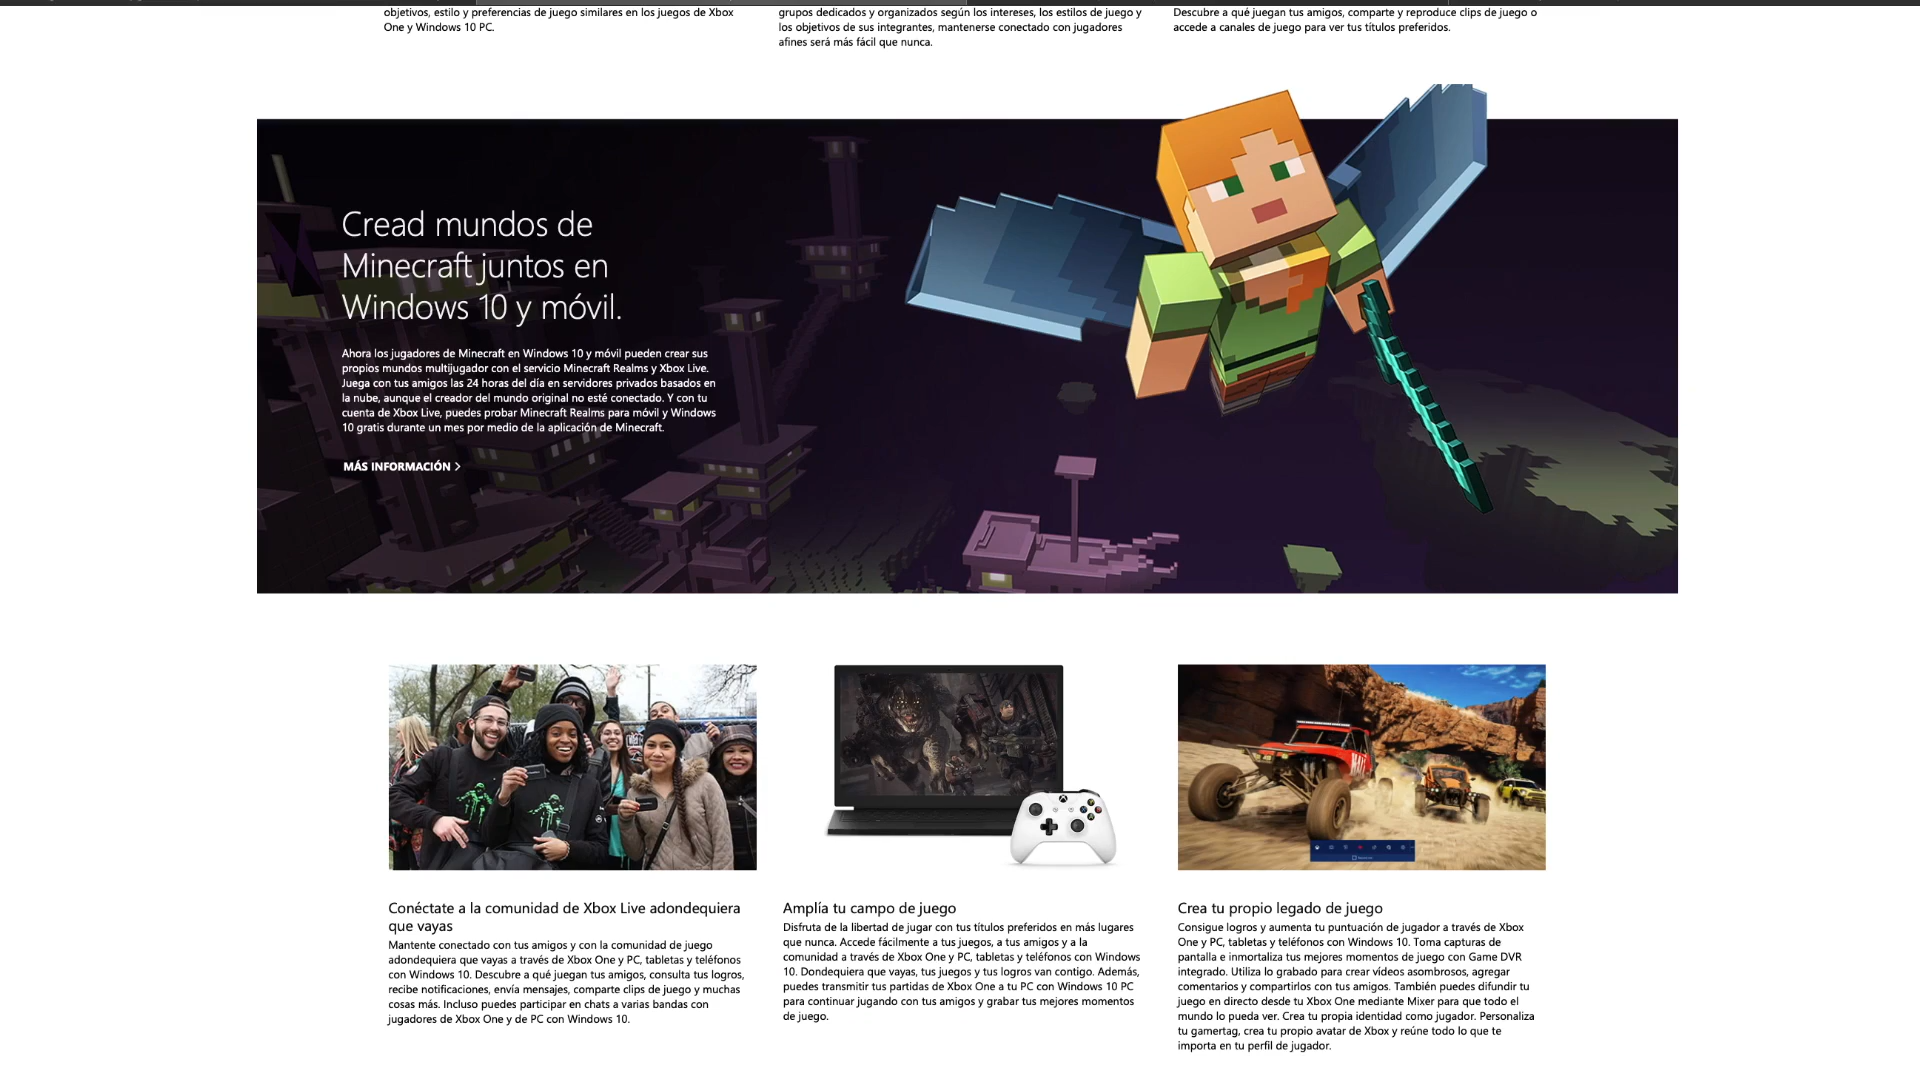 objetivos, estilo y preferencias de juego similares en los juegos de Xbox
One y Windows 10 PC.
grupos dedicados y organizados según los intereses, los estilos de juego y
los objetivos de sus integrantes, mantenerse conectado con jugadores
afines será más fácil que nunca.
Descubre a qué juegan tus amigos, comparte y reproduce clips de juego o
accede a canales de juego para ver tus títulos preferidos.
Cread mundos de
Minecraft juntos en
Windows 10 y móvil.
Ahora los jugadores de Minecraft en Windows 10 y móvil pueden crear sus
propios mundos multijugador con el servicio Minecraft Realms y Xbox Live.
Juega con tus amigos las 24 horas del día en servidores privados basados en
la nube, aunque el creador del mundo original no esté conectado. Y con tu
cuenta de Xbox Live, puedes probar Minecraft Realms para móvil y Windows
10 gratis durante un mes por medio de la aplicación de Minecraft.
MÁS INFORMACIÓN >
Conéctate a la comunidad de Xbox Live adondequiera
que vayas
Mantente conectado con tus amigos y con la comunidad de juego
adondequiera que vayas a través de Xbox One y PC, tabletas y teléfonos
con Windows 10. Descubre a qué juegan tus amigos, consulta tus logros,
recibe notificaciones, envía mensajes, comparte clips de juego y muchas
cosas más. Incluso puedes participar en chats a varias bandas con
jugadores de Xbox One y de PC con Windows 10.
Amplía tu campo de juego
Disfruta de la libertad de jugar con tus títulos preferidos en más lugares
que nunca. Accede fácilmente a tus juegos, a tus amigos y a la
comunidad a través de Xbox One y PC, tabletas y teléfonos con Windows
10. Dondequiera que vayas, tus juegos y tus logros van contigo. Además,
puedes transmitir tus partidas de Xbox One a tu PC con Windows 10 PC
para continuar jugando con tus amigos y grabar tus mejores momentos
de juego.
Crea tu propio legado de juego
Consigue logros y aumenta tu puntuación de jugador a través de Xbox
One y PC, tabletas y teléfonos con Windows 10. Toma capturas de
pantalla e inmortaliza tus mejores momentos de juego con Game DVR
integrado. Utiliza lo grabado para crear vídeos asombrosos, agregar
comentarios y compartirlos con tus amigos. También puedes difundir tu
juego en directo desde tu Xbox One mediante Mixer para que todo el
mundo lo pueda ver. Crea tu propia identidad como jugador. Personaliza
tu gamertag, crea tu propio avatar de Xbox y reúne todo lo que te
importa en tu perfil de jugador.